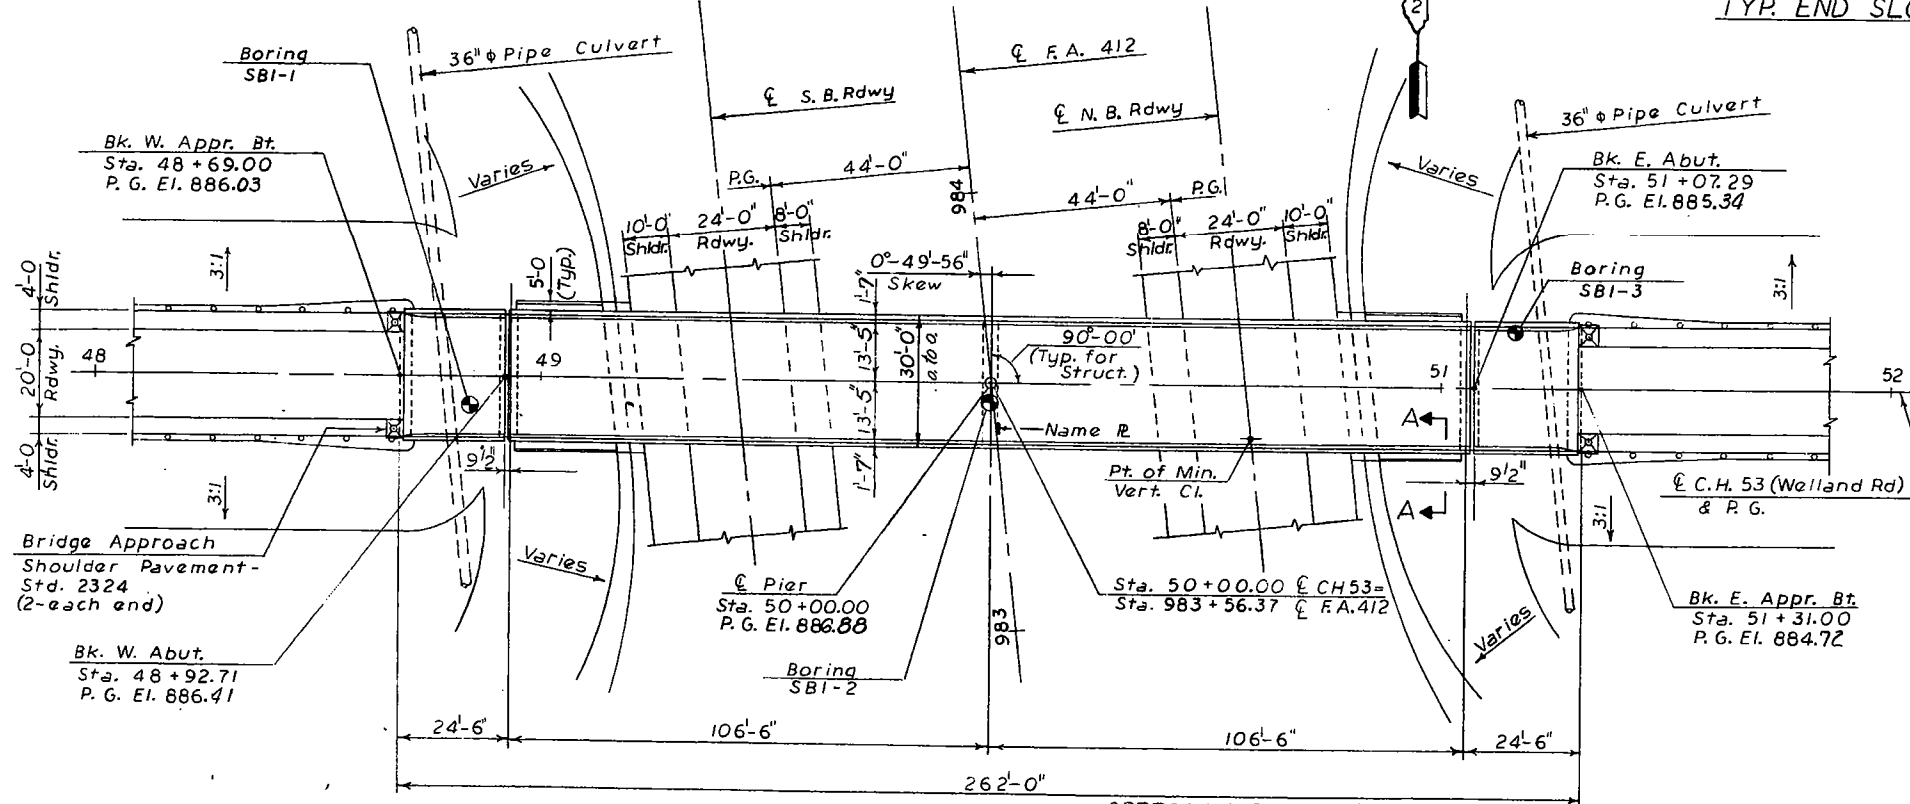 2
TYP. END SLO
Boring
SB1-1
36" φ Pipe Culvert
℄ F.A. 412
℄ S.B. Rdwy
℄ N.B. Rdwy
36" φ Pipe Culvert
Bk. W. Appr. Bt.
Sta. 48 + 69.00
P. G. El. 886.03
Varies
P.G.
44'-0"
984
44'-0"
P.G.
Varies
Bk. E. Abut.
Sta. 51 + 07.29
P. G. El. 885.34
10'-0"
Shldr.
24'-0"
Rdwy.
8'-0"
Shldr.
8'-0"
Shldr.
24'-0"
Rdwy.
10'-0"
Shldr.
3:1
5'-0
(Typ.)
0°-49'-56"
Skew
1'-7"
Boring
SB1-3
3:1
4'-0
Shldr.
20'-0
Rdwy.
4'-0
Shldr.
48
49
13'-5"
13'-5"
30'-0"
a. to a.
90°-00'
(Typ. for
Struct.)
51
52
A
A
Name ℞
9 1/2"
1'-7"
Pt. of Min.
Vert. Cl.
9 1/2"
℄ C.H. 53 (Welland Rd)
& P. G.
3:1
3:1
Bridge Approach
Shoulder Pavement-
Std. 2324
(2-each end)
Varies
℄ Pier
Sta. 50 + 00.00
P. G. El. 886.88
983
Sta. 50 + 00.00 ℄ CH 53=
Sta. 983 + 56.37 ℄ F.A. 412
Varies
Bk. E. Appr. Bt.
Sta. 51 + 31.00
P. G. El. 884.72
Bk. W. Abut.
Sta. 48 + 92.71
P. G. El. 886.41
Boring
SB1-2
24'-6"
106'-6"
106'-6"
24'-6"
262'-0"